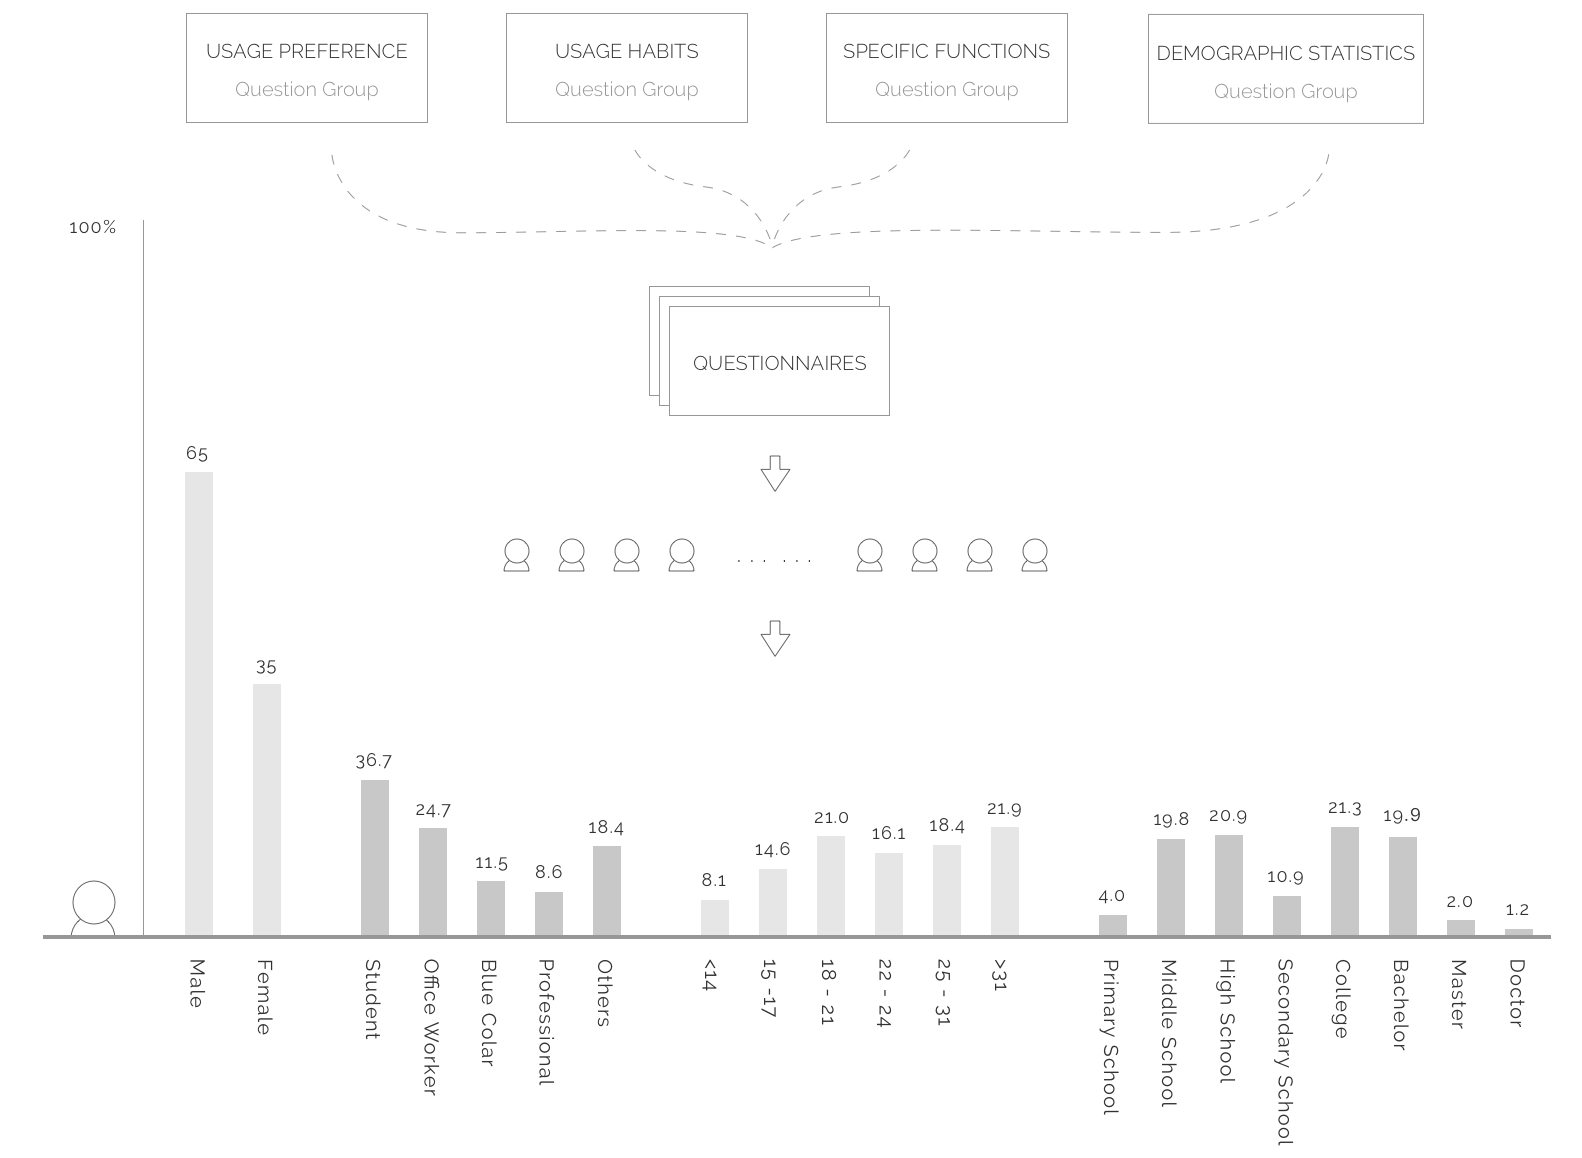 USAGE PREFERENCE
Question Group
USAGE HABITS
Question Group
SPECIFIC FUNCTIONS
Question Group
DEMOGRAPHIC STATISTICS
Question Group
100%
QUESTIONNAIRES
. . . . . .
65
35
36.7
24.7
11.5
8.6
18.4
8.1
14.6
21.0
16.1
18.4
21.9
4.0
19.8
20.9
10.9
21.3
19.9
2.0
1.2
Male
Female
Student
Office Worker
Blue Colar
Professional
Others
<14
15 -17
18 - 21
22 - 24
25 - 31
>31
Primary School
Middle School
High School
Secondary School
College
Bachelor
Master
Doctor